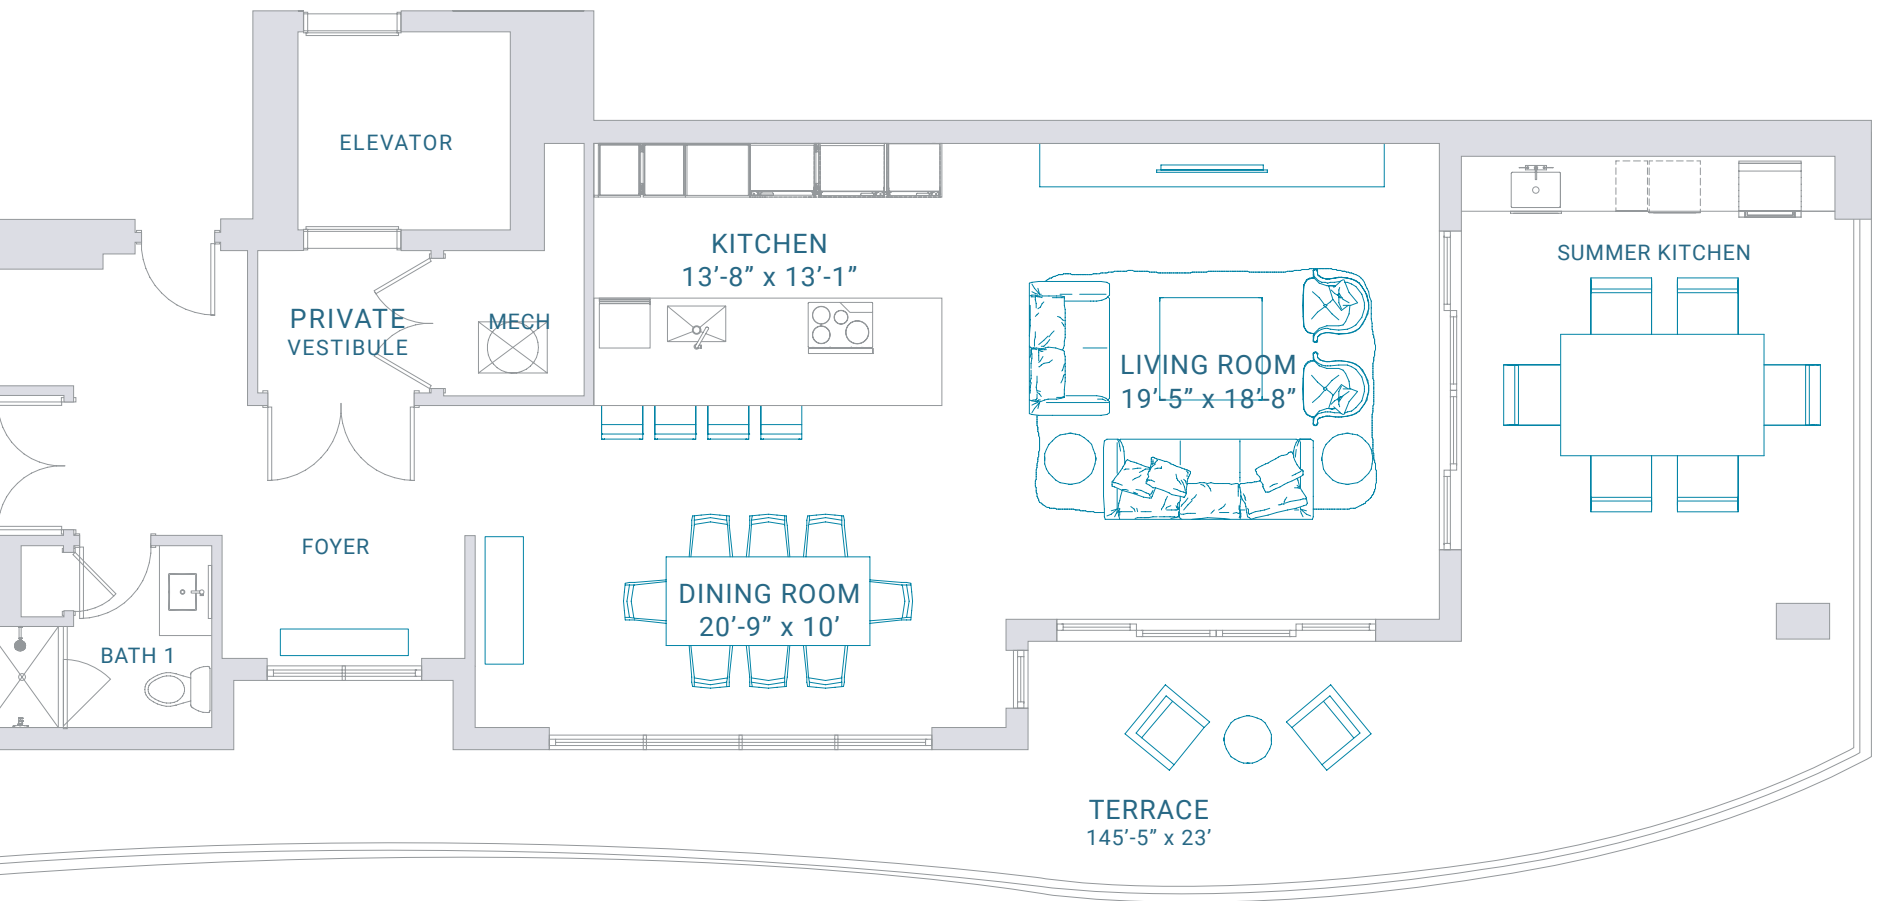 ELEVATOR
KITCHEN
13’-8” x 13’-1”
SUMMER KITCHEN
PRIVATE
VESTIBULE
MECH
LIVING ROOM
19’-5” x 18’-8”
FOYER
DINING ROOM
20’-9” x 10’
BATH 1
TERRACE
145’-5” x 23’